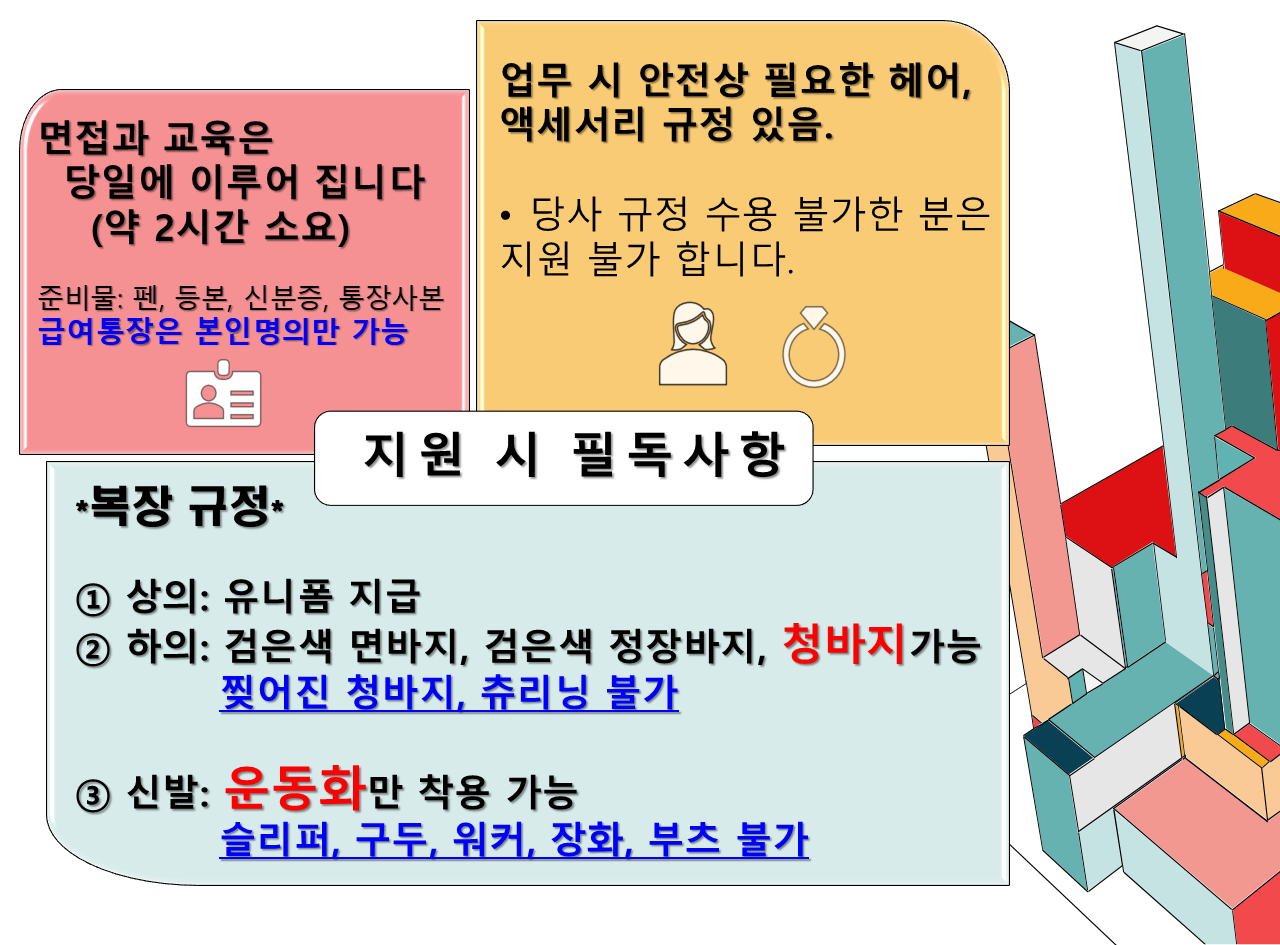 면접과 교육은
당일에 이루어 집니다
(약 2시간 소요)
준비물: 펜, 등본, 신분증, 통장사본
급여통장은 본인명의만 가능
업무 시 안전상 필요한 헤어,
액세서리 규정 있음.
• 당사 규정 수용 불가한 분은
지원 불가 합니다.
지원 시 필독사항
*복장 규정*
① 상의: 유니폼 지급
② 하의: 검은색 면바지, 검은색 정장바지, 청바지가능
찢어진 청바지, 츄리닝 불가
③ 신발: 운동화만 착용 가능
슬리퍼, 구두, 워커, 장화, 부츠 불가